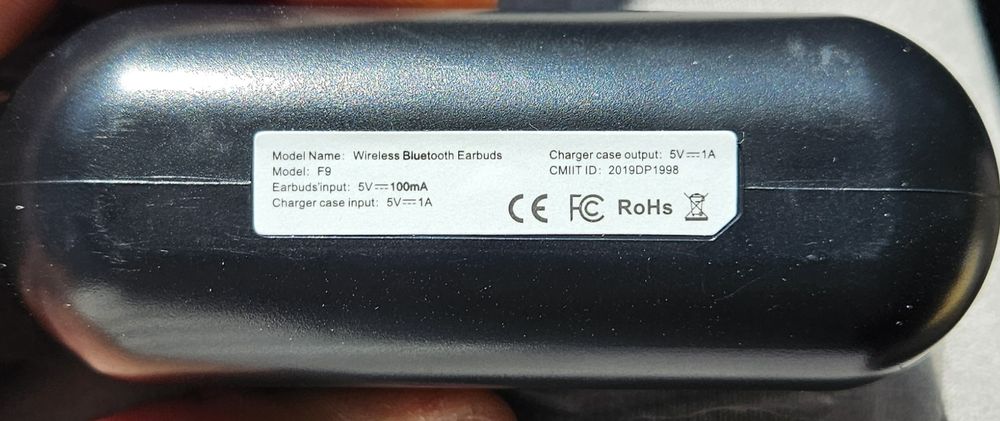 Model Name: Wireless Bluetooth Earbuds
Model: F9
Earbuds'input: 5V⎓100mA
Charger case input: 5V⎓1A
Charger case output: 5V⎓1A
CMIIT ID: 2019DP1998
CE FC RoHs